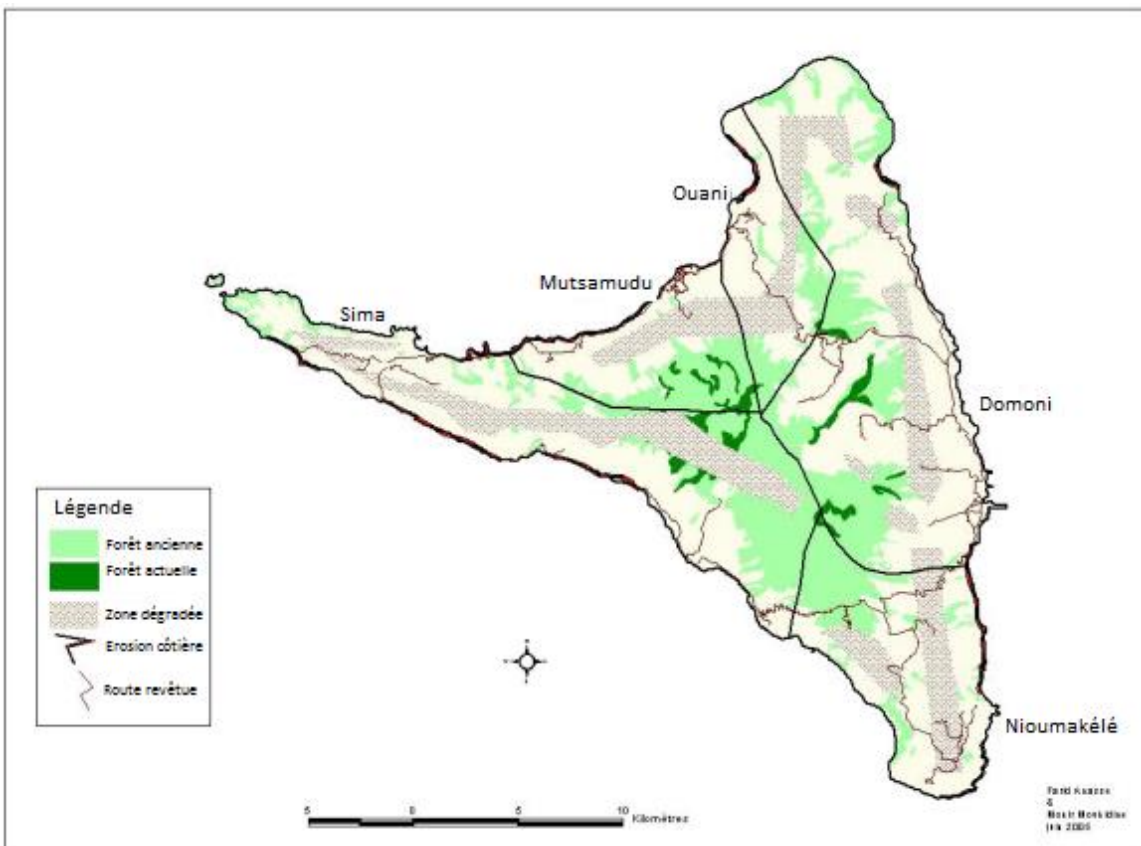 Ouani
Mutsamudu
Sima
Domoni
Légende
Forêt ancienne
Forêt actuelle
Zone dégradée
Erosion côtière
Route revêtue
Nioumakélé
5 0 5 10
Kilomètres
&
2005